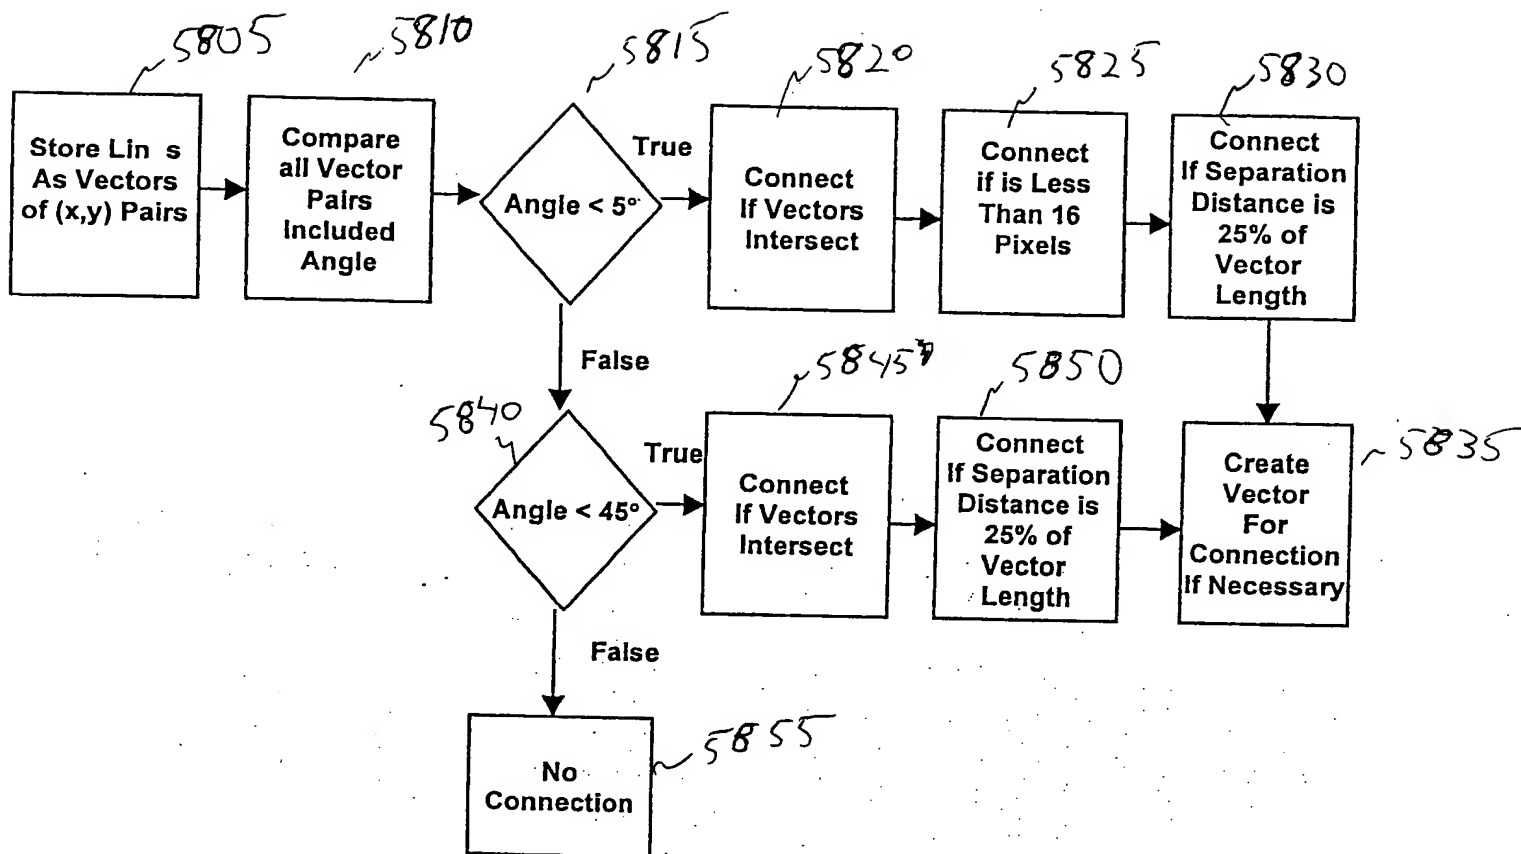 5805
5810
5815
5820
5825
5830
Store Lin s
As Vectors
of (x,y) Pairs
Compare
all Vector
Pairs
Included
Angle
Angle < 5°
True
Connect
If Vectors
Intersect
Connect
if is Less
Than 16
Pixels
Connect
If Separation
Distance is
25% of
Vector
Length
False
5840
5845
5850
5835
Angle < 45°
True
Connect
If Vectors
Intersect
Connect
If Separation
Distance is
25% of
Vector
Length
Create
Vector
For
Connection
If Necessary
False
5855
No
Connection